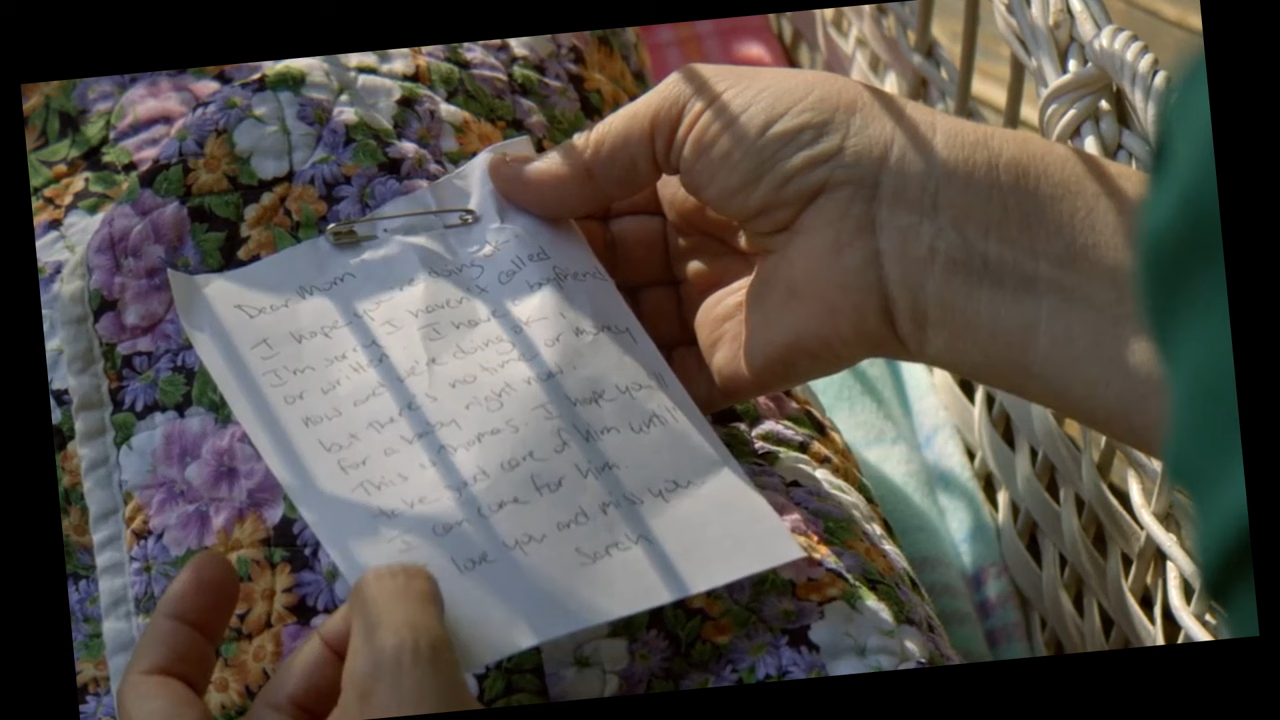 Dear Mom
I hope you're doing ok
I'm sorry I haven't called
or written. I have a boyfriend
now and we're doing ok,
but there's no time or money
for a baby right now.
This is Thomas. I hope you'll
take good care of him until
I can come for him.
love you and miss you.
Sarah